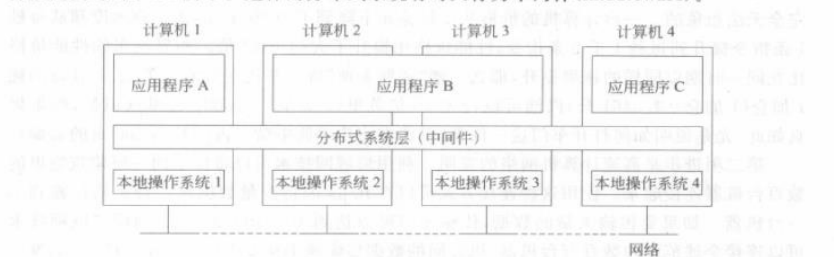 计算机 1 计算机 2 计算机 3 计算机 4
应用程序 A 应用程序 B 应用程序 C
分布式系统层(中间件)
本地操作系统 1 本地操作系统 2 本地操作系统 3 本地操作系统 4
网络